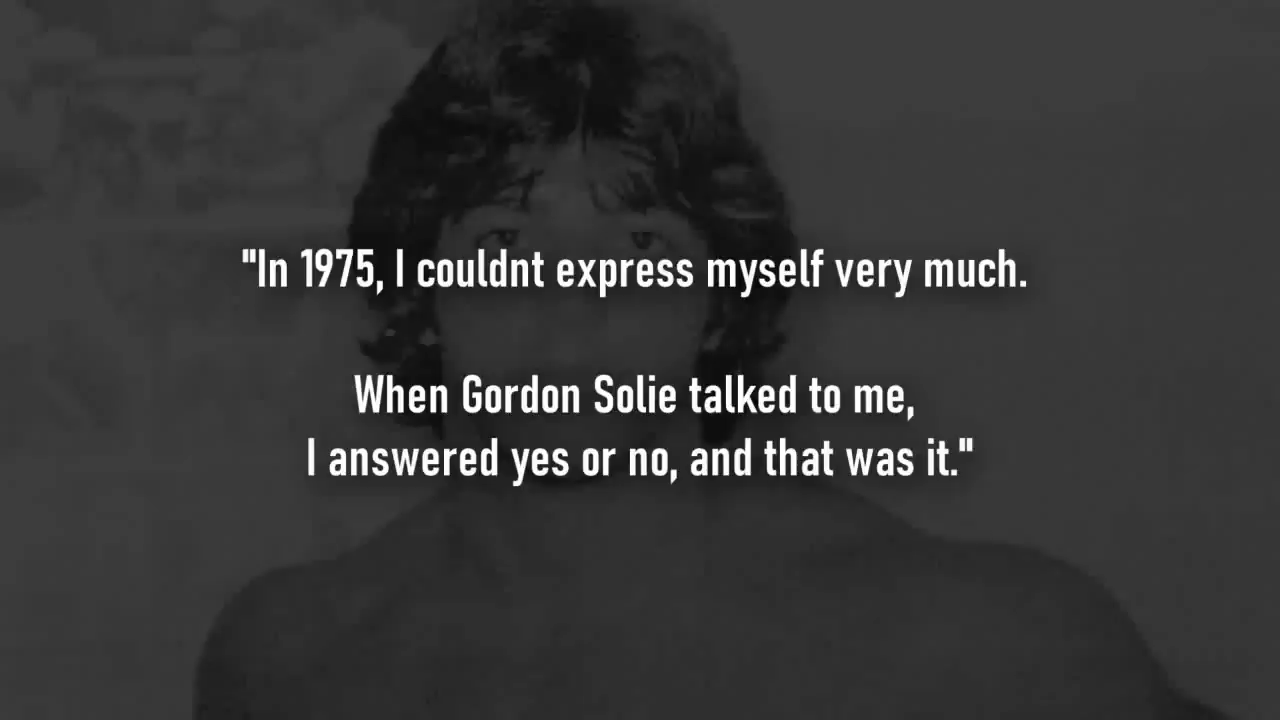 "In 1975, I couldnt express myself very much.
When Gordon Solie talked to me,
I answered yes or no, and that was it."